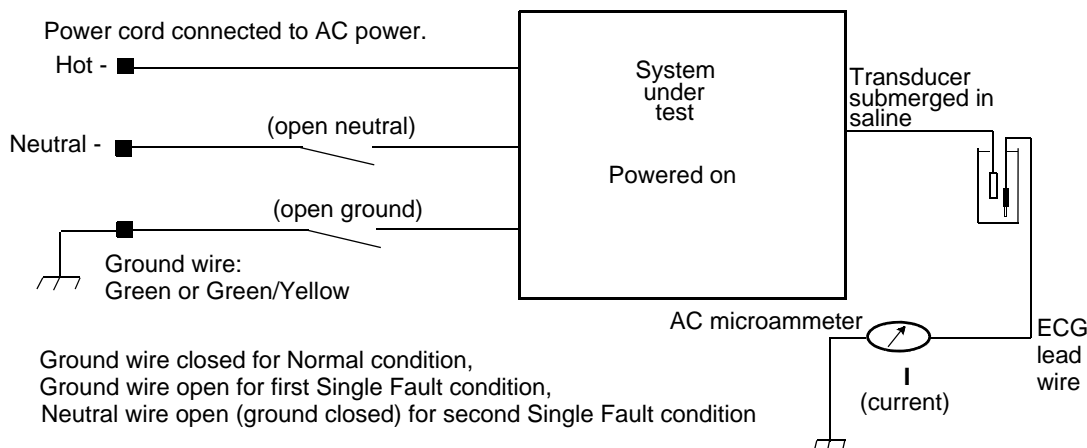 Power cord connected to AC power.
Hot -
System
under
test
Powered on
Transducer
submerged in
saline
(open neutral)
Neutral -
(open ground)
Ground wire:
Green or Green/Yellow
AC microammeter
I
(current)
ECG
lead
wire
Ground wire closed for Normal condition,
Ground wire open for first Single Fault condition,
Neutral wire open (ground closed) for second Single Fault condition